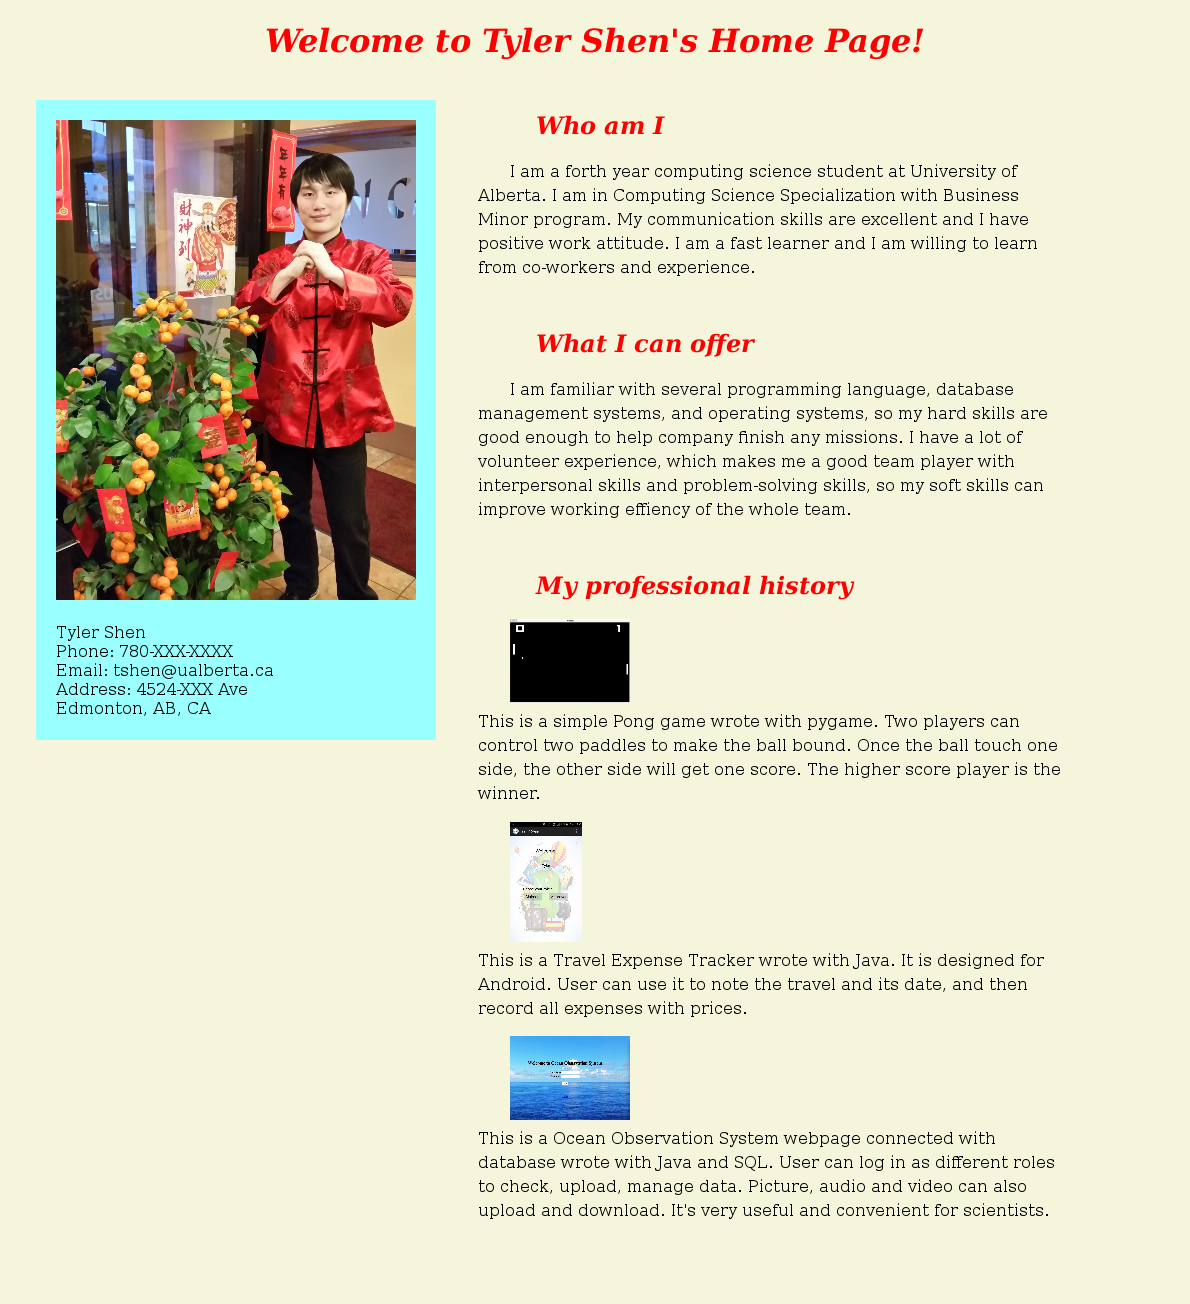 Welcome to Tyler Shen's Home Page!
年
年
有
財
神
到
Tyler Shen
Phone: 780-XXX-XXXX
Email: tshen@ualberta.ca
Address: 4524-XXX Ave
Edmonton, AB, CA
Who am I
I am a forth year computing science student at University of
Alberta. I am in Computing Science Specialization with Business
Minor program. My communication skills are excellent and I have
positive work attitude. I am a fast learner and I am willing to learn
from co-workers and experience.
What I can offer
I am familiar with several programming language, database
management systems, and operating systems, so my hard skills are
good enough to help company finish any missions. I have a lot of
volunteer experience, which makes me a good team player with
interpersonal skills and problem-solving skills, so my soft skills can
improve working effiency of the whole team.
My professional history
This is a simple Pong game wrote with pygame. Two players can
control two paddles to make the ball bound. Once the ball touch one
side, the other side will get one score. The higher score player is the
winner.
Welcome
Tyler
This is a Travel Expense Tracker wrote with Java. It is designed for
Android. User can use it to note the travel and its date, and then
record all expenses with prices.
Welcome to Ocean Observation System
This is a Ocean Observation System webpage connected with
database wrote with Java and SQL. User can log in as different roles
to check, upload, manage data. Picture, audio and video can also
upload and download. It's very useful and convenient for scientists.